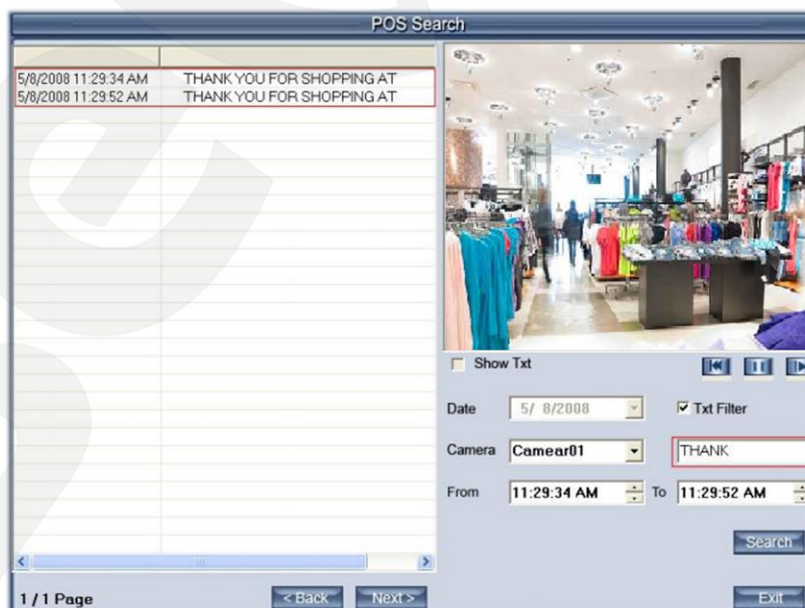 POS Search
5/8/2008 11:29:34 AM THANK YOU FOR SHOPPING AT
5/8/2008 11:29:52 AM THANK YOU FOR SHOPPING AT
Show Txt
Date 5/ 8/2008 Txt Filter
Camera Camear01 THANK
From 11:29:34 AM To 11:29:52 AM
Search
1 / 1 Page < Back Next > Exit